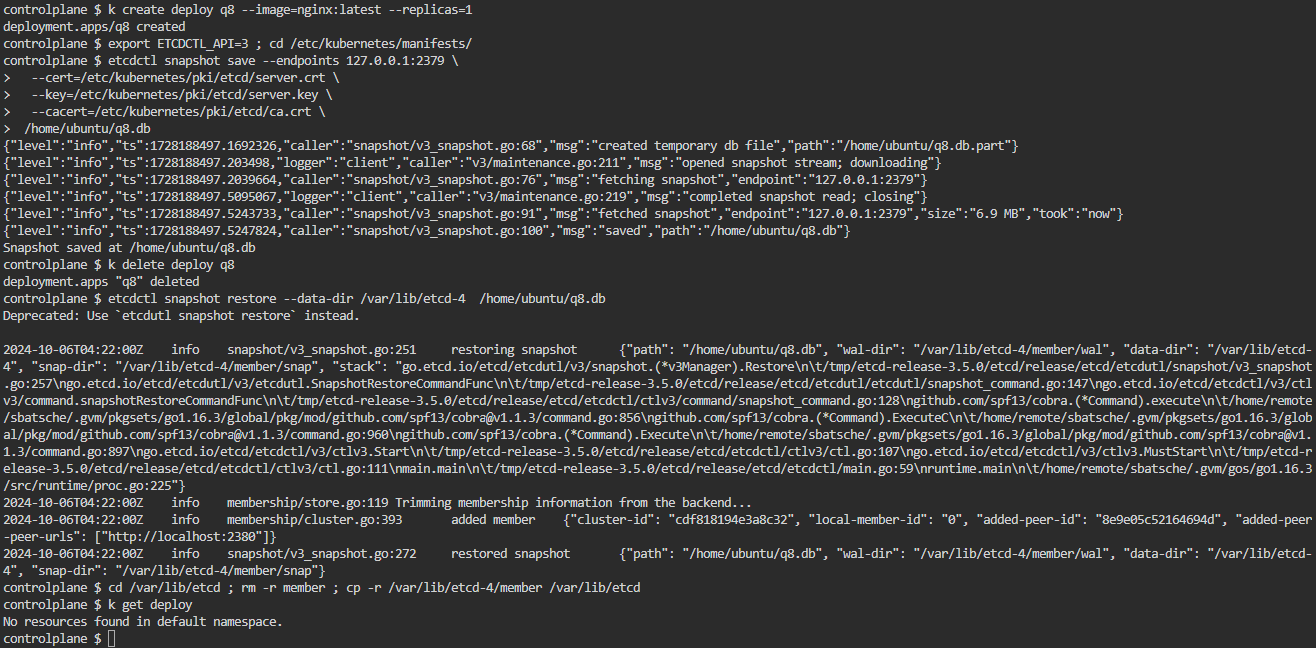 controlplane $ k create deploy q8 --image=nginx:latest --replicas=1
deployment.apps/q8 created
controlplane $ export ETCDCTL_API=3 ; cd /etc/kubernetes/manifests/
controlplane $ etcdctl snapshot save --endpoints 127.0.0.1:2379 \
>   --cert=/etc/kubernetes/pki/etcd/server.crt \
>   --key=/etc/kubernetes/pki/etcd/server.key \
>   --cacert=/etc/kubernetes/pki/etcd/ca.crt \
>  /home/ubuntu/q8.db
{"level":"info","ts":1728188497.1692326,"caller":"snapshot/v3_snapshot.go:68","msg":"created temporary db file","path":"/home/ubuntu/q8.db.part"}
{"level":"info","ts":1728188497.203498,"logger":"client","caller":"v3/maintenance.go:211","msg":"opened snapshot stream; downloading"}
{"level":"info","ts":1728188497.2039664,"caller":"snapshot/v3_snapshot.go:76","msg":"fetching snapshot","endpoint":"127.0.0.1:2379"}
{"level":"info","ts":1728188497.5095067,"logger":"client","caller":"v3/maintenance.go:219","msg":"completed snapshot read; closing"}
{"level":"info","ts":1728188497.5243733,"caller":"snapshot/v3_snapshot.go:91","msg":"fetched snapshot","endpoint":"127.0.0.1:2379","size":"6.9 MB","took":"now"}
{"level":"info","ts":1728188497.5247824,"caller":"snapshot/v3_snapshot.go:100","msg":"saved","path":"/home/ubuntu/q8.db"}
Snapshot saved at /home/ubuntu/q8.db
controlplane $ k delete deploy q8
deployment.apps "q8" deleted
controlplane $ etcdctl snapshot restore --data-dir /var/lib/etcd-4  /home/ubuntu/q8.db
Deprecated: Use `etcdutl snapshot restore` instead.

2024-10-06T04:22:00Z    info    snapshot/v3_snapshot.go:251     restoring snapshot      {"path": "/home/ubuntu/q8.db", "wal-dir": "/var/lib/etcd-4/member/wal", "data-dir": "/var/lib/etcd-
4", "snap-dir": "/var/lib/etcd-4/member/snap", "stack": "go.etcd.io/etcd/etcdutl/v3/snapshot.(*v3Manager).Restore\n\t/tmp/etcd-release-3.5.0/etcd/release/etcd/etcdutl/snapshot/v3_snapshot
.go:257\ngo.etcd.io/etcd/etcdutl/v3/etcdutl.SnapshotRestoreCommandFunc\n\t/tmp/etcd-release-3.5.0/etcd/release/etcd/etcdutl/etcdutl/snapshot_command.go:147\ngo.etcd.io/etcd/etcdctl/v3/ctl
v3/command.snapshotRestoreCommandFunc\n\t/tmp/etcd-release-3.5.0/etcd/release/etcd/etcdctl/ctlv3/command/snapshot_command.go:128\ngithub.com/spf13/cobra.(*Command).execute\n\t/home/remote
/sbatsche/.gvm/pkgsets/go1.16.3/global/pkg/mod/github.com/spf13/cobra@v1.1.3/command.go:856\ngithub.com/spf13/cobra.(*Command).ExecuteC\n\t/home/remote/sbatsche/.gvm/pkgsets/go1.16.3/glob
al/pkg/mod/github.com/spf13/cobra@v1.1.3/command.go:960\ngithub.com/spf13/cobra.(*Command).Execute\n\t/home/remote/sbatsche/.gvm/pkgsets/go1.16.3/global/pkg/mod/github.com/spf13/cobra@v1.
1.3/command.go:897\ngo.etcd.io/etcd/etcdctl/v3/ctlv3.Start\n\t/tmp/etcd-release-3.5.0/etcd/release/etcd/etcdctl/ctlv3/ctl.go:107\ngo.etcd.io/etcd/etcdctl/v3/ctlv3.MustStart\n\t/tmp/etcd-r
elease-3.5.0/etcd/release/etcd/etcdctl/ctlv3/ctl.go:111\nmain.main\n\t/tmp/etcd-release-3.5.0/etcd/release/etcd/etcdctl/main.go:59\nruntime.main\n\t/home/remote/sbatsche/.gvm/gos/go1.16.3
/src/runtime/proc.go:225"}
2024-10-06T04:22:00Z    info    membership/store.go:119 Trimming membership information from the backend...
2024-10-06T04:22:00Z    info    membership/cluster.go:393       added member    {"cluster-id": "cdf818194e3a8c32", "local-member-id": "0", "added-peer-id": "8e9e05c52164694d", "added-peer
-peer-urls": ["http://localhost:2380"]}
2024-10-06T04:22:00Z    info    snapshot/v3_snapshot.go:272     restored snapshot       {"path": "/home/ubuntu/q8.db", "wal-dir": "/var/lib/etcd-4/member/wal", "data-dir": "/var/lib/etcd-
4", "snap-dir": "/var/lib/etcd-4/member/snap"}
controlplane $ cd /var/lib/etcd ; rm -r member ; cp -r /var/lib/etcd-4/member /var/lib/etcd
controlplane $ k get deploy
No resources found in default namespace.
controlplane $